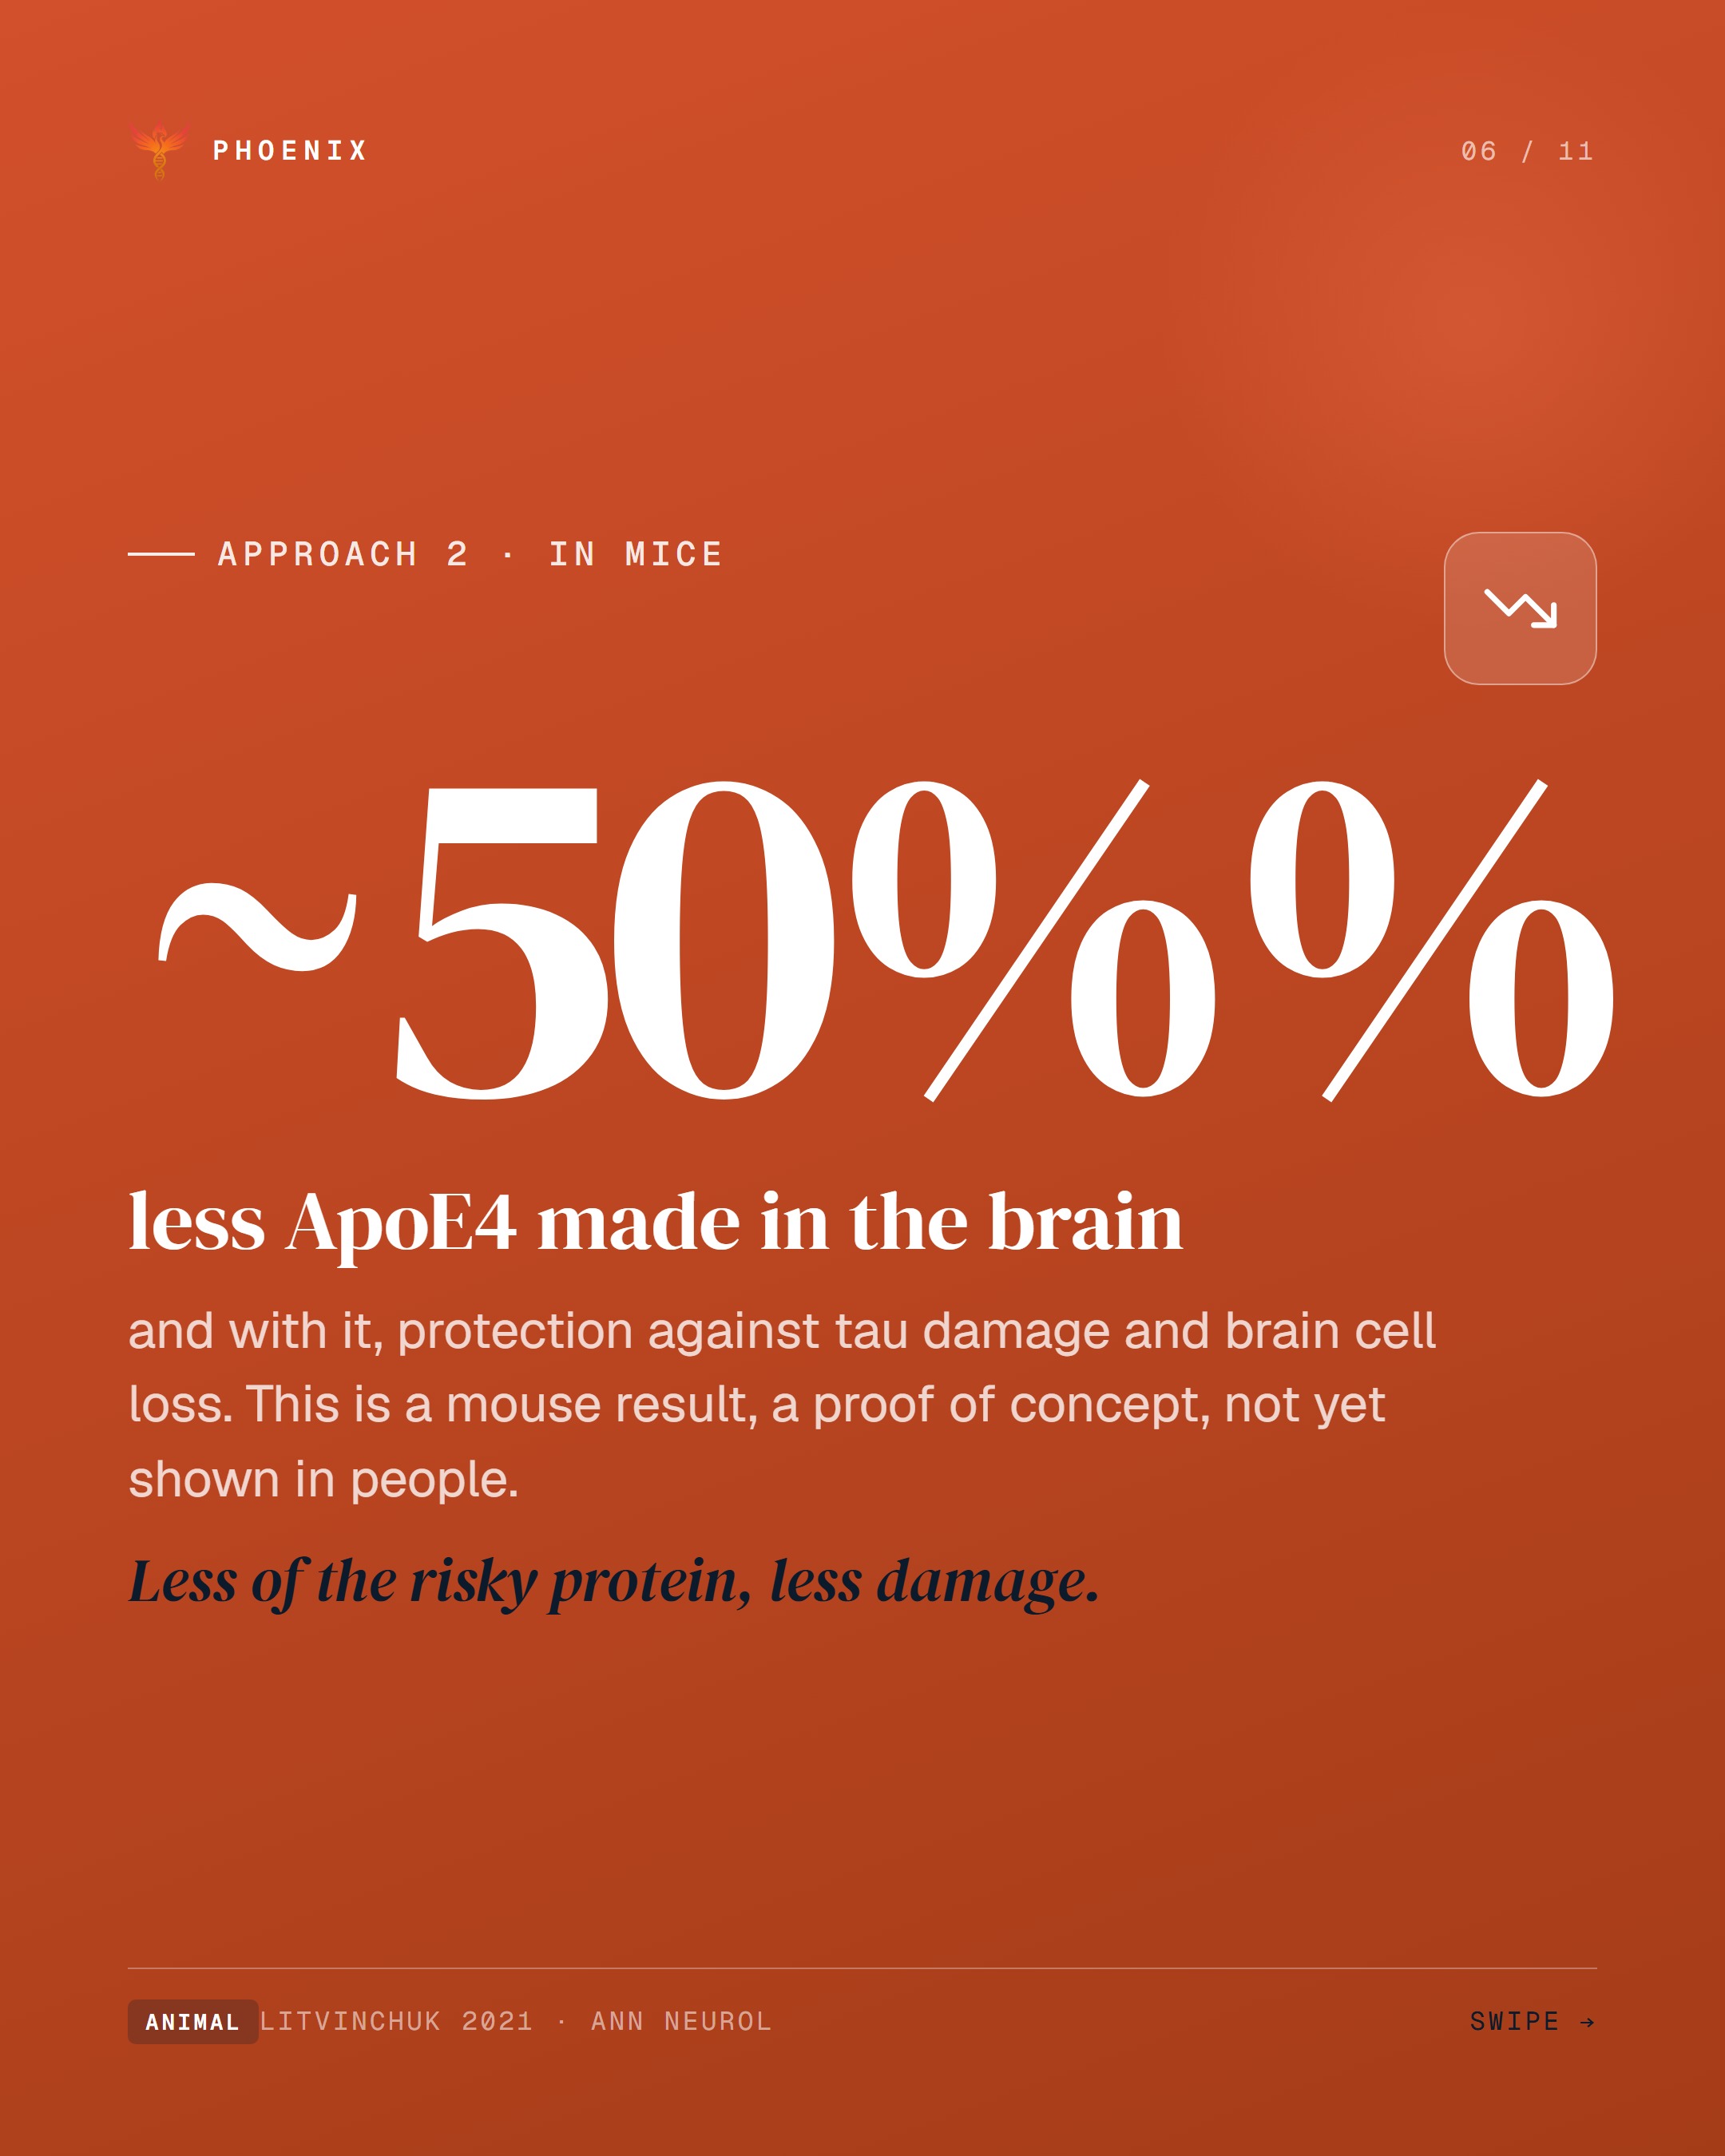 PHOENIX
06 / 11
APPROACH 2 · IN MICE
~50%%
less ApoE4 made in the brain
and with it, protection against tau damage and brain cell
loss. This is a mouse result, a proof of concept, not yet
shown in people.
Less of the risky protein, less damage.
ANIMAL LITVINCHUK 2021 · ANN NEUROL
SWIPE →